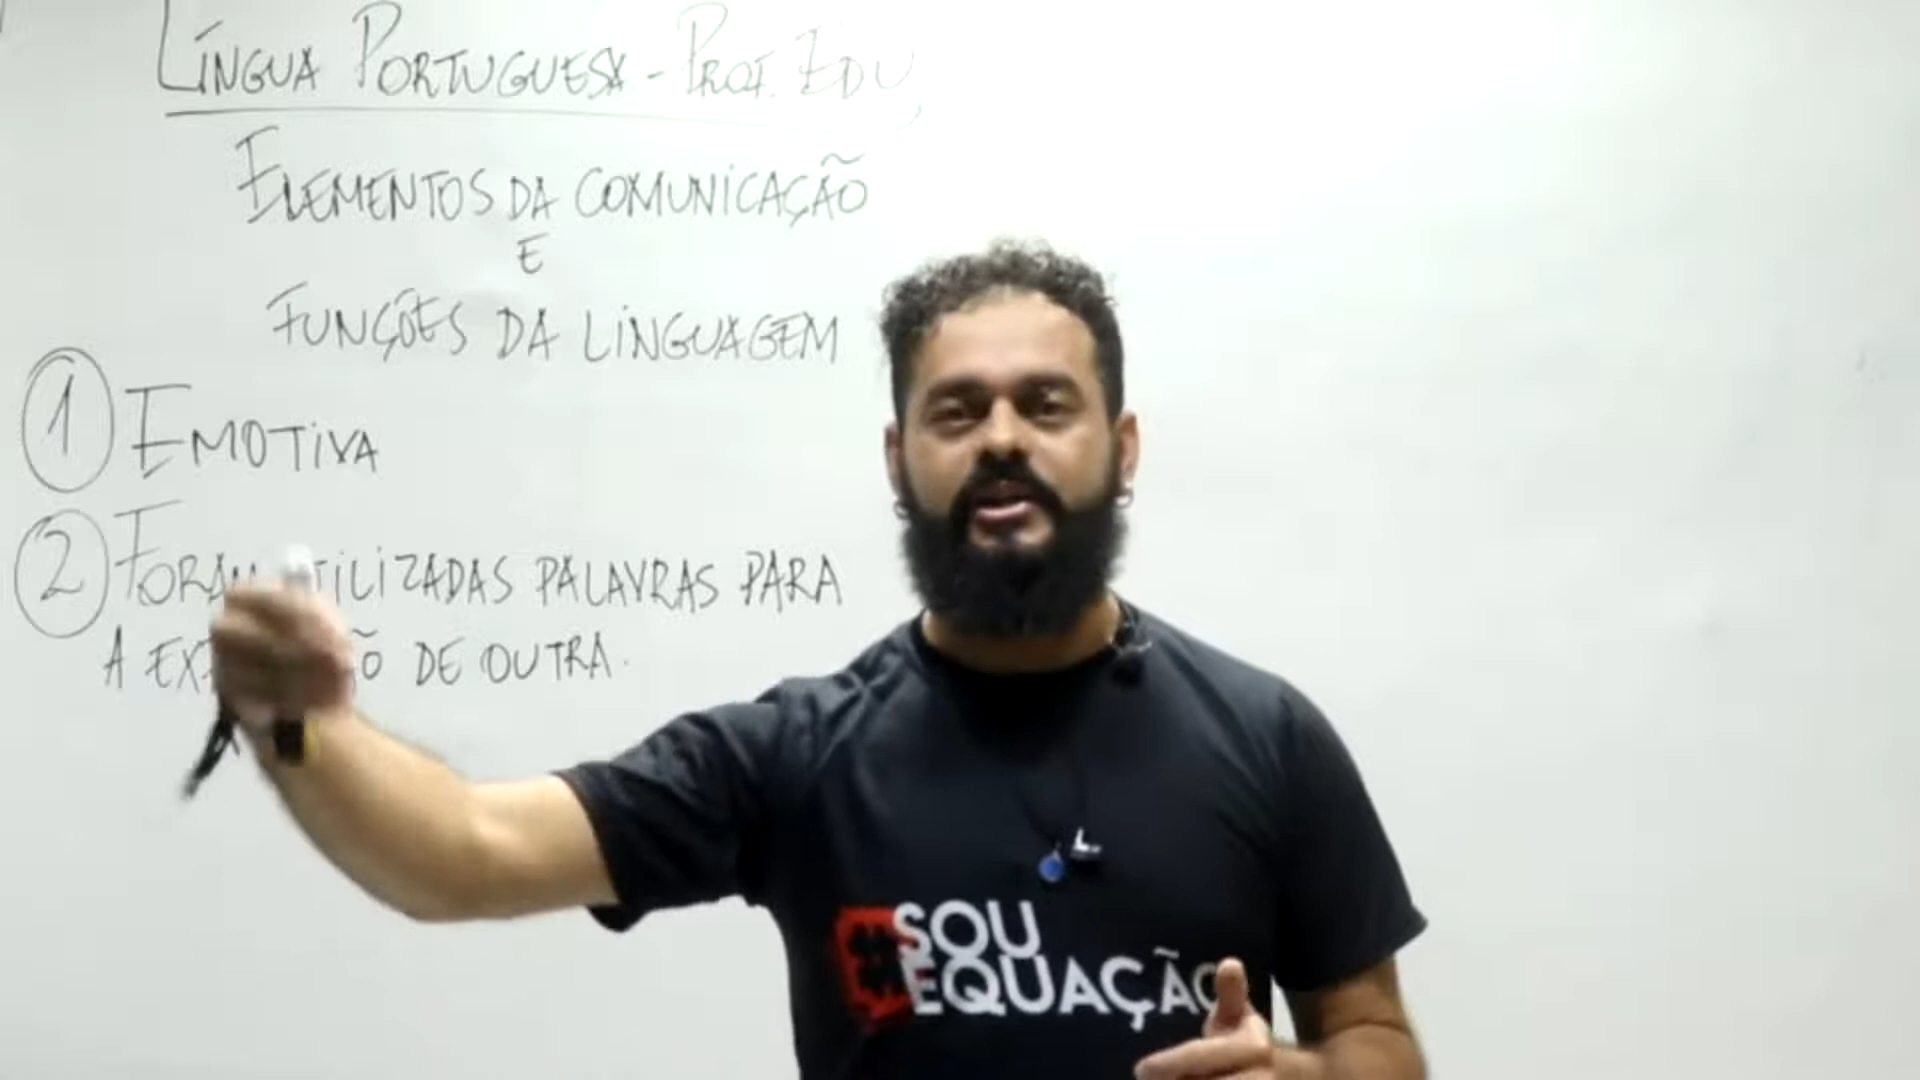 LÍNGUA PORTUGUESA - PROF. EDU
ELEMENTOS DA COMUNICAÇÃO
E
FUNÇÕES DA LINGUAGEM
1 EMOTIVA
2 FORAM UTILIZADAS PALAVRAS PARA
A DE OUTRA.
L.
#SOU
EQUAÇÃO